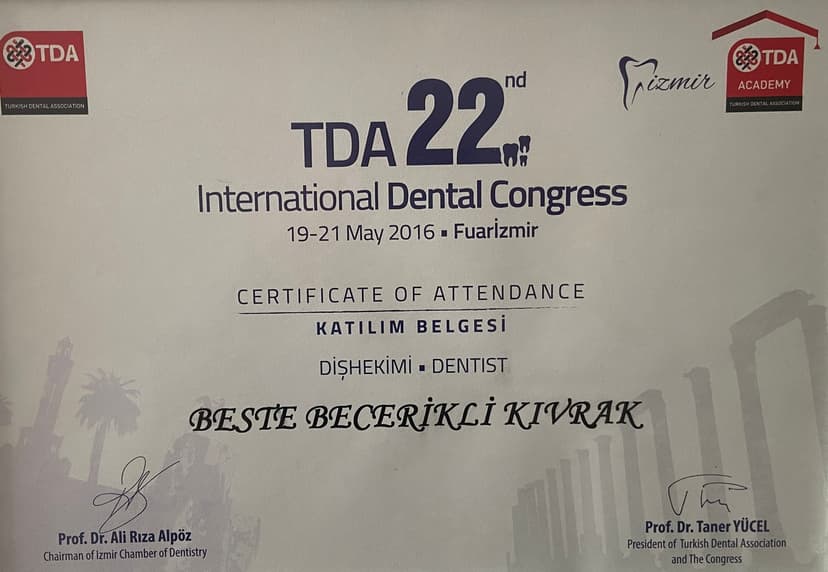 TDA
TURKISH DENTAL ASSOCIATION
izmir
TDA
ACADEMY
TURKISH DENTAL ASSOCIATION
TDA 22nd
International Dental Congress
19-21 May 2016 ▪ Fuarİzmir
CERTIFICATE OF ATTENDANCE
KATILIM BELGESİ
DİŞHEKİMİ ▪ DENTIST
BESTE BECERİKLİ KIVRAK
Prof. Dr. Ali Rıza Alpöz
Chairman of Izmir Chamber of Dentistry
Prof. Dr. Taner YÜCEL
President of Turkish Dental Association
and The Congress